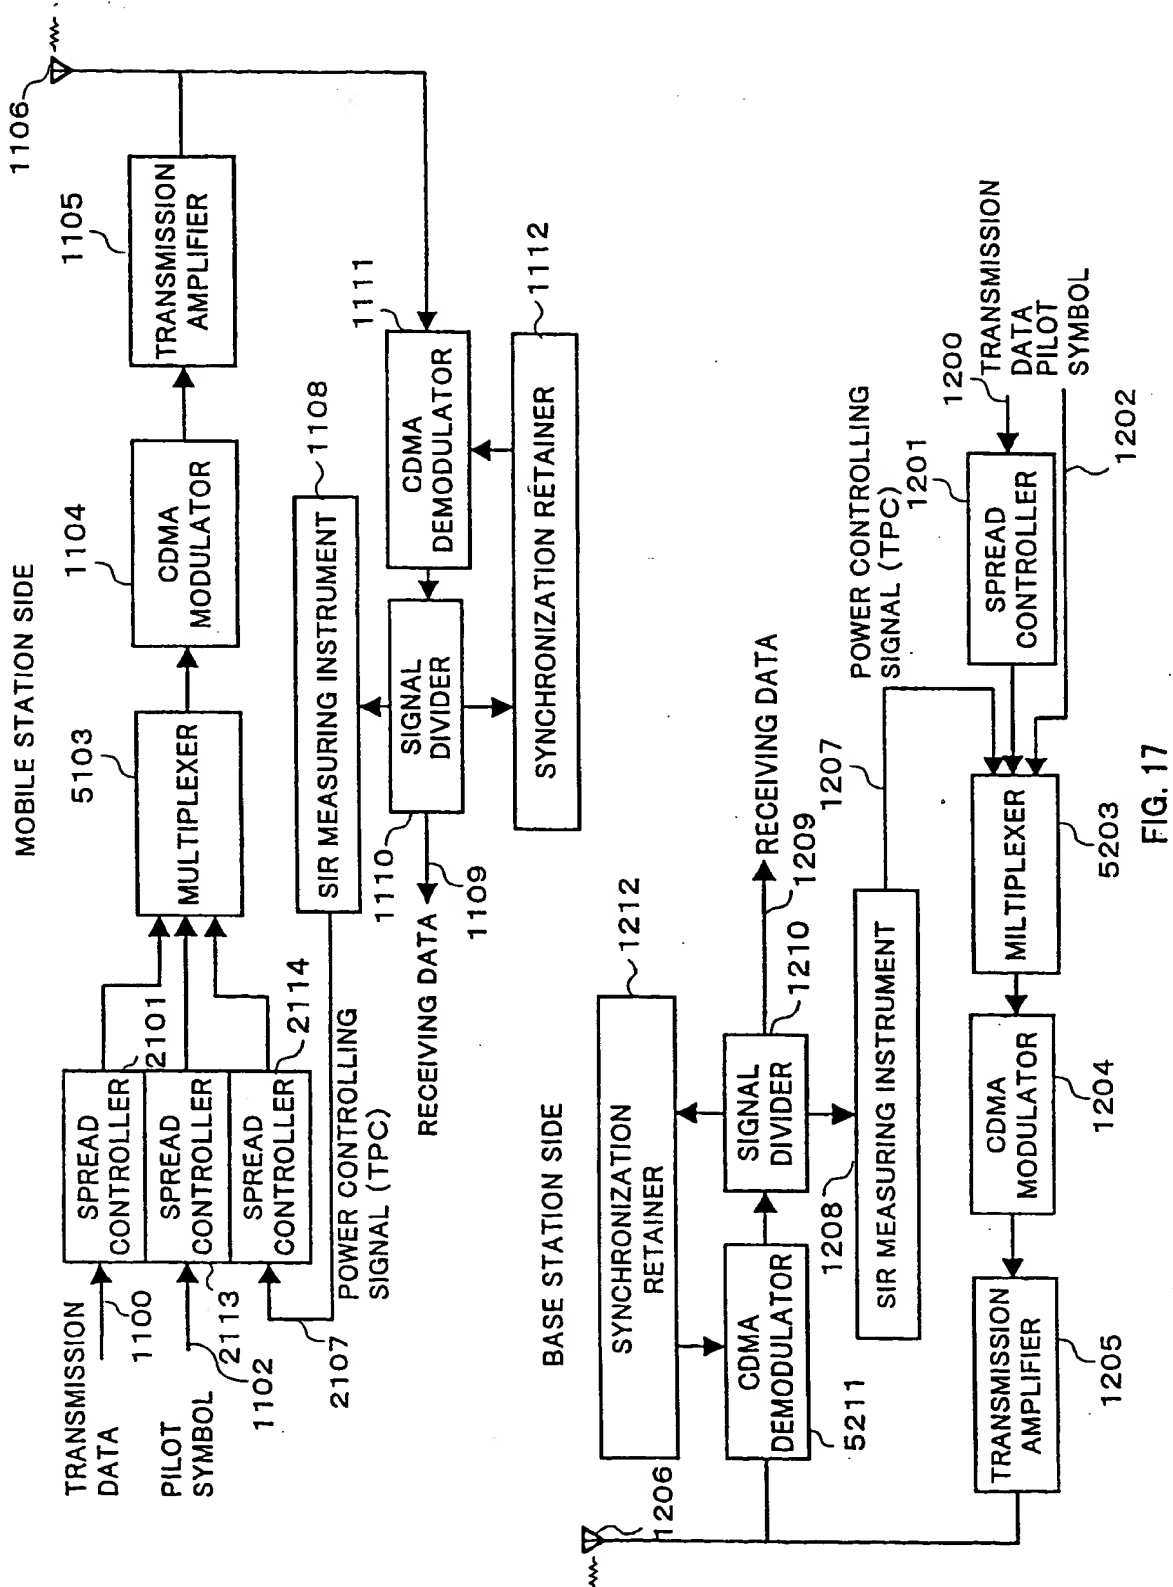 MOBILE STATION SIDE
TRANSMISSION
DATA
1100
PILOT
SYMBOL
1102
2107
SPREAD
CONTROLLER
2101
SPREAD
CONTROLLER
2113
SPREAD
CONTROLLER
2114
POWER CONTROLLING
SIGNAL (TPC)
MULTIPLEXER
5103
CDMA
MODULATOR
1104
TRANSMISSION
AMPLIFIER
1105
1106
SIR MEASURING INSTRUMENT
1108
RECEIVING DATA
1109
SIGNAL
DIVIDER
1110
CDMA
DEMODULATOR
1111
SYNCHRONIZATION RETAINER
1112
BASE STATION SIDE
1206
SYNCHRONIZATION
RETAINER
1212
CDMA
DEMODULATOR
5211
SIGNAL
DIVIDER
1210
RECEIVING DATA
1209
SIR MEASURING INSTRUMENT
1208
1207
POWER CONTROLLING
SIGNAL (TPC)
TRANSMISSION
AMPLIFIER
1205
CDMA
MODULATOR
1204
MILTIPLEXER
5203
SPREAD
CONTROLLER
1201
1200
TRANSMISSION
DATA
PILOT
SYMBOL
1202
FIG. 17